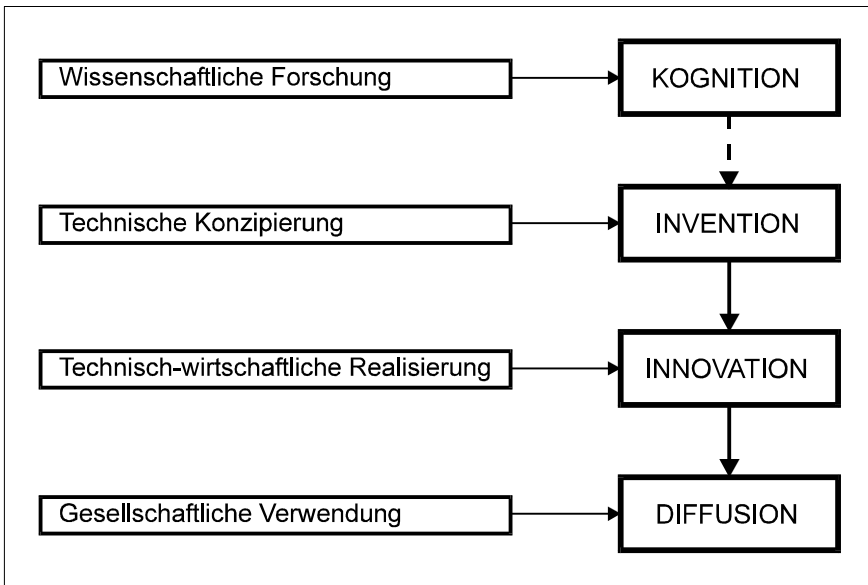 Wissenschaftliche Forschung
KOGNITION
Technische Konzipierung
INVENTION
Technisch-wirtschaftliche Realisierung
INNOVATION
Gesellschaftliche Verwendung
DIFFUSION